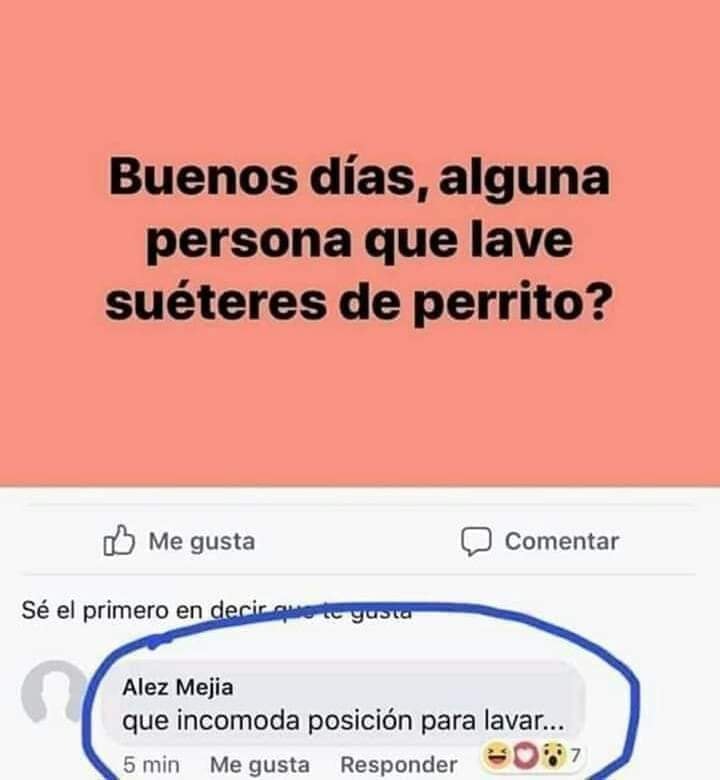 Buenos días, alguna
persona que lave
suéteres de perrito?
Me gusta
Comentar
Sé el primero en decir que te gusta
Alez Mejia
que incomoda posición para lavar...
5 min Me gusta Responder 7